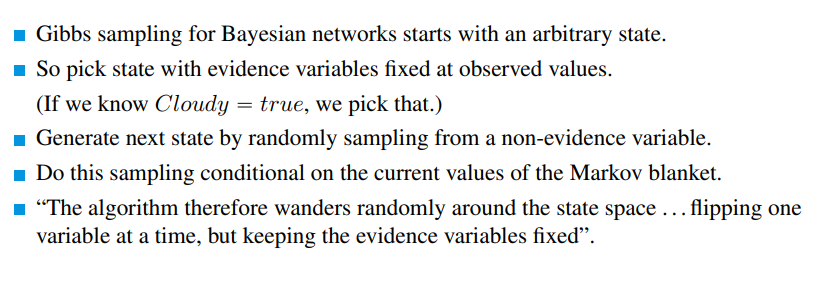 Gibbs sampling for Bayesian networks starts with an arbitrary state.
So pick state with evidence variables fixed at observed values.
(If we know Cloudy = true, we pick that.)
Generate next state by randomly sampling from a non-evidence variable.
Do this sampling conditional on the current values of the Markov blanket.
“The algorithm therefore wanders randomly around the state space . . . flipping one
variable at a time, but keeping the evidence variables fixed”.